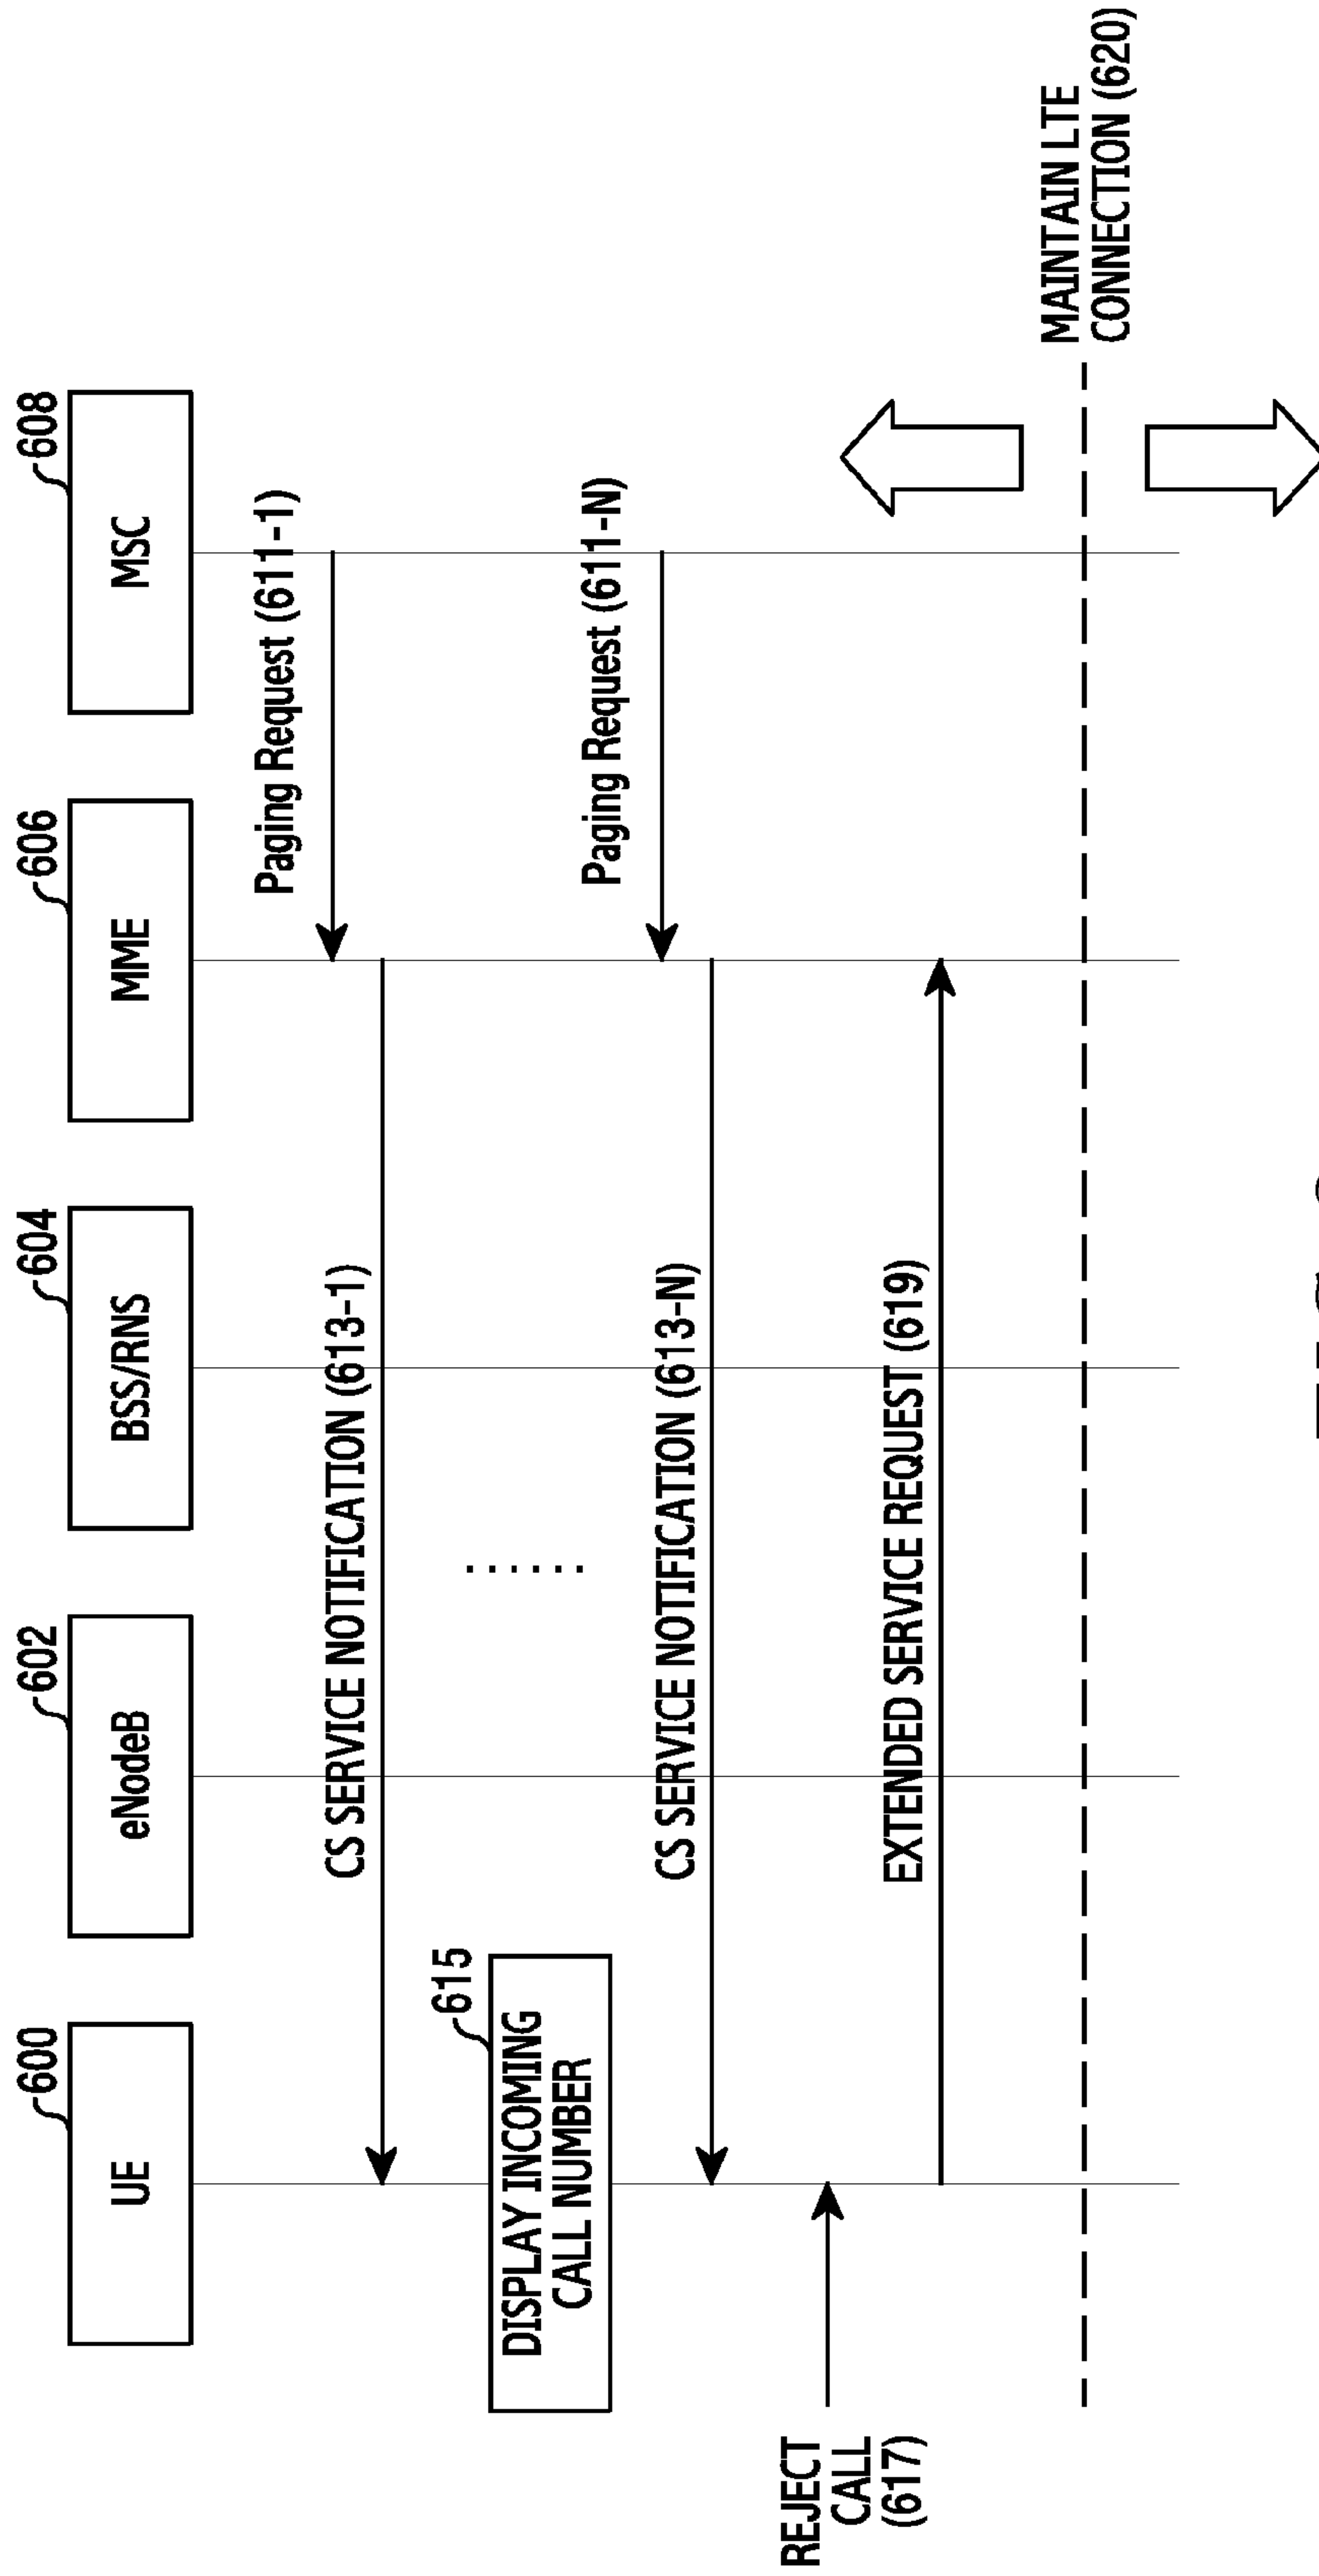 600
602
604
606
608
UE
eNodeB
BSS/RNS
MME
MSC
Paging Request (611-1)
CS SERVICE NOTIFICATION (613-1)
615
DISPLAY INCOMING
CALL NUMBER
......
Paging Request (611-N)
CS SERVICE NOTIFICATION (613-N)
REJECT
CALL
(617)
EXTENDED SERVICE REQUEST (619)
MAINTAIN LTE
CONNECTION (620)